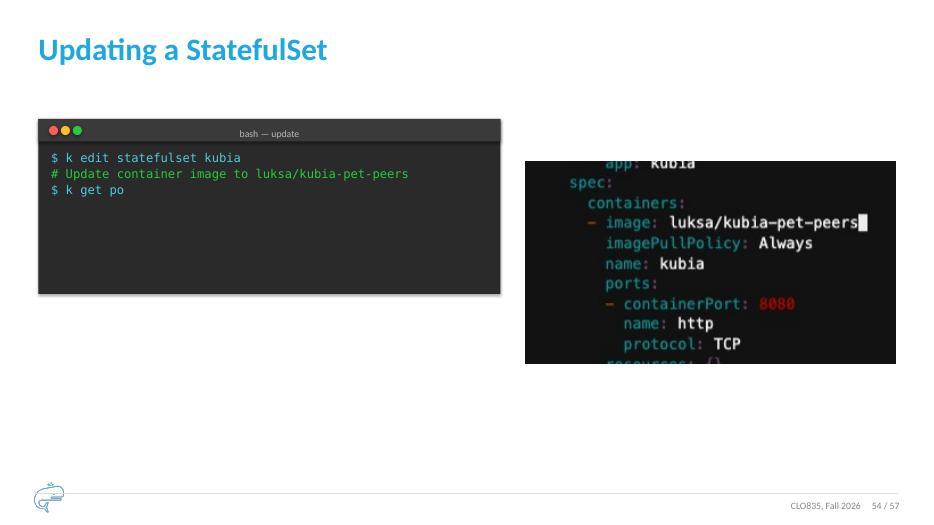 Updating a StatefulSet
bash — update
$ k edit statefulset kubia
# Update container image to luksa/kubia-pet-peers
$ k get po
app: kubia
spec:
containers:
- image: luksa/kubia-pet-peers
imagePullPolicy: Always
name: kubia
ports:
- containerPort: 8080
name: http
protocol: TCP
resources: {}
CLO835, Fall 2026 54 / 57